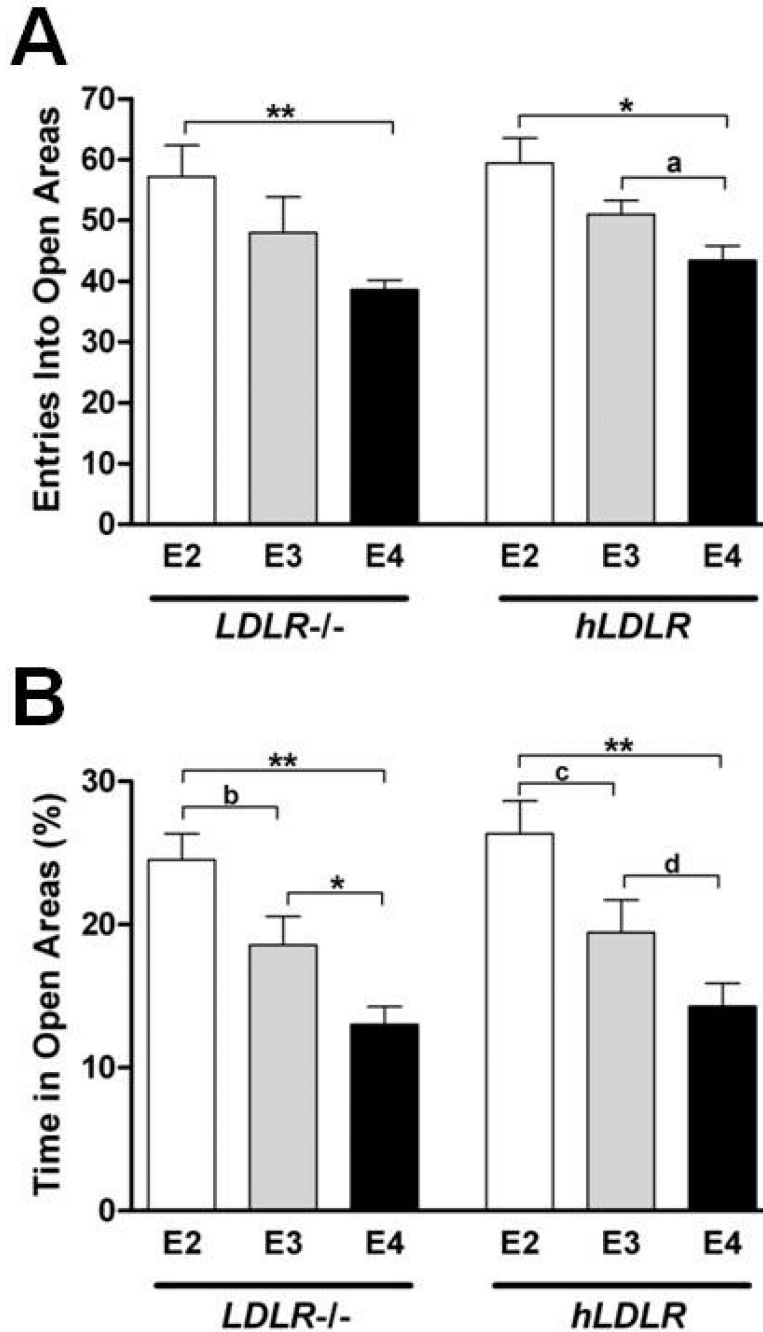 A
Entries Into Open Areas
70
60
50
40
30
20
10
0
**
*
a
E2 E3 E4 E2 E3 E4
LDLR-/- hLDLR
B
Time in Open Areas (%)
30
20
10
0
**
b
*
**
c
d
E2 E3 E4 E2 E3 E4
LDLR-/- hLDLR